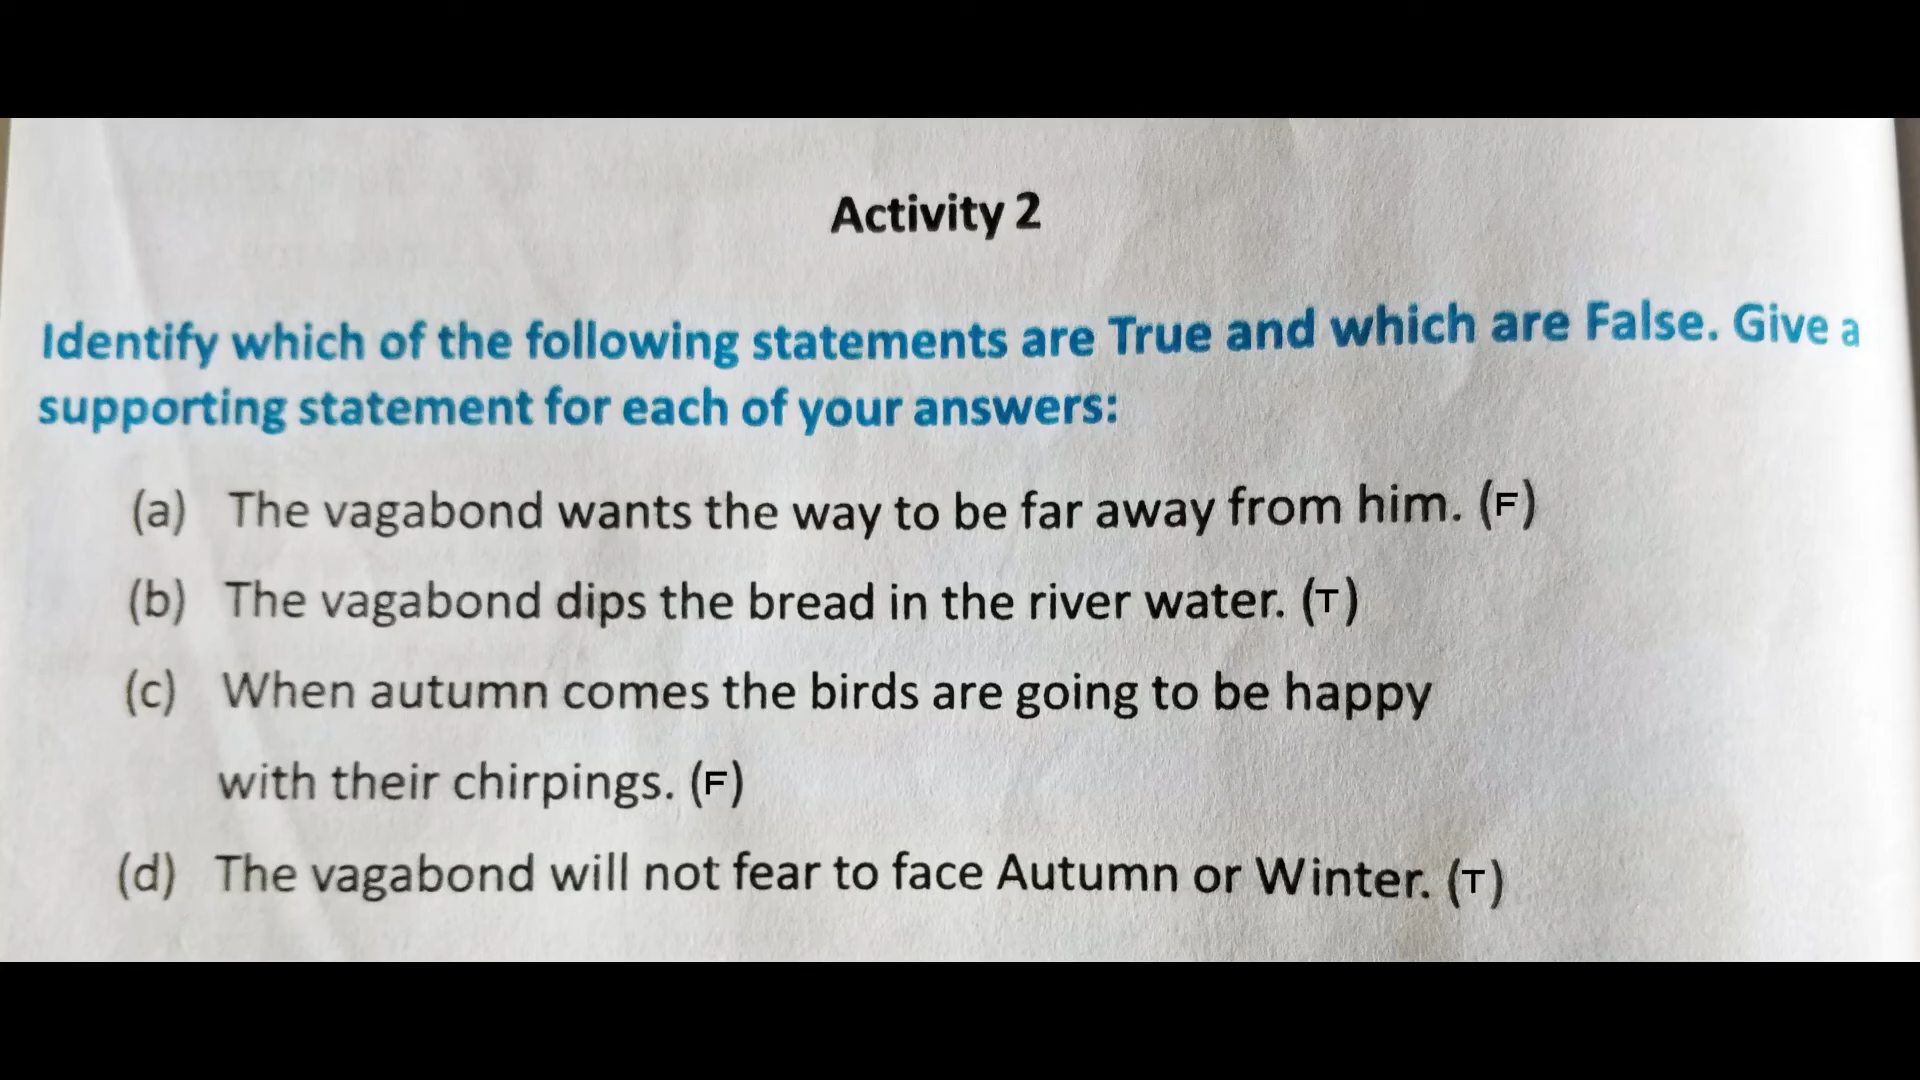 Activity 2
Identify which of the following statements are True and which are False. Give a
supporting statement for each of your answers:
(a) The vagabond wants the way to be far away from him. (F)
(b) The vagabond dips the bread in the river water. (T)
(c) When autumn comes the birds are going to be happy
with their chirpings. (F)
(d) The vagabond will not fear to face Autumn or Winter. (T)